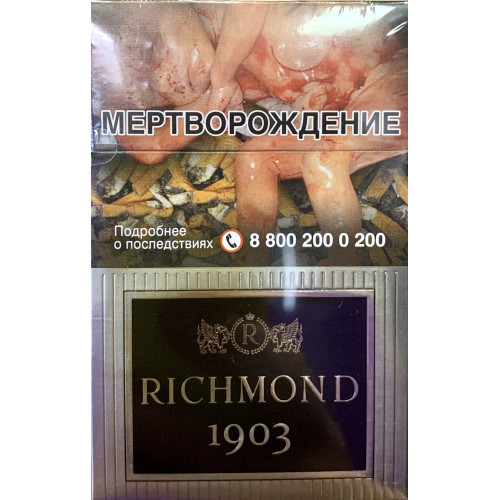 МЕРТВОРОЖДЕНИЕ
Подробнее
о последствиях
8 800 200 0 200
R
RICHMOND
1903